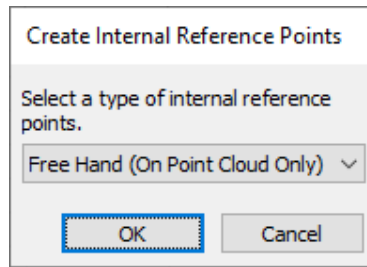 Create Internal Reference Points
Select a type of internal reference
points.
Free Hand (On Point Cloud Only)
OK
Cancel